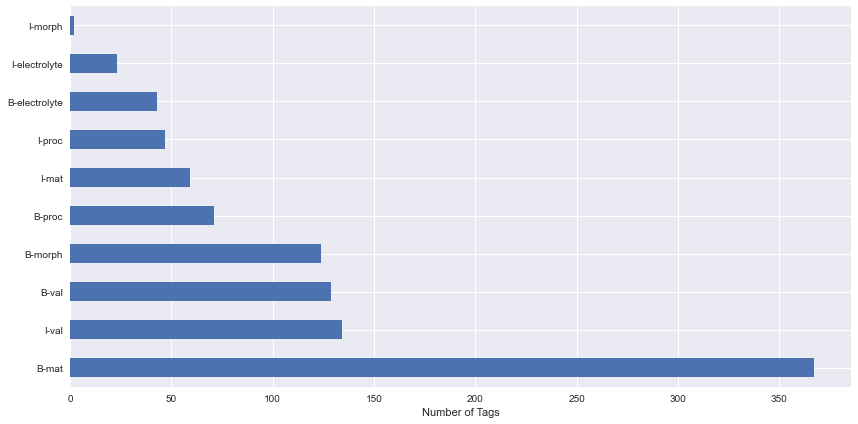 I-morph
I-electrolyte
B-electrolyte
I-proc
I-mat
B-proc
B-morph
B-val
I-val
B-mat
0 50 100 150 200 250 300 350
Number of Tags